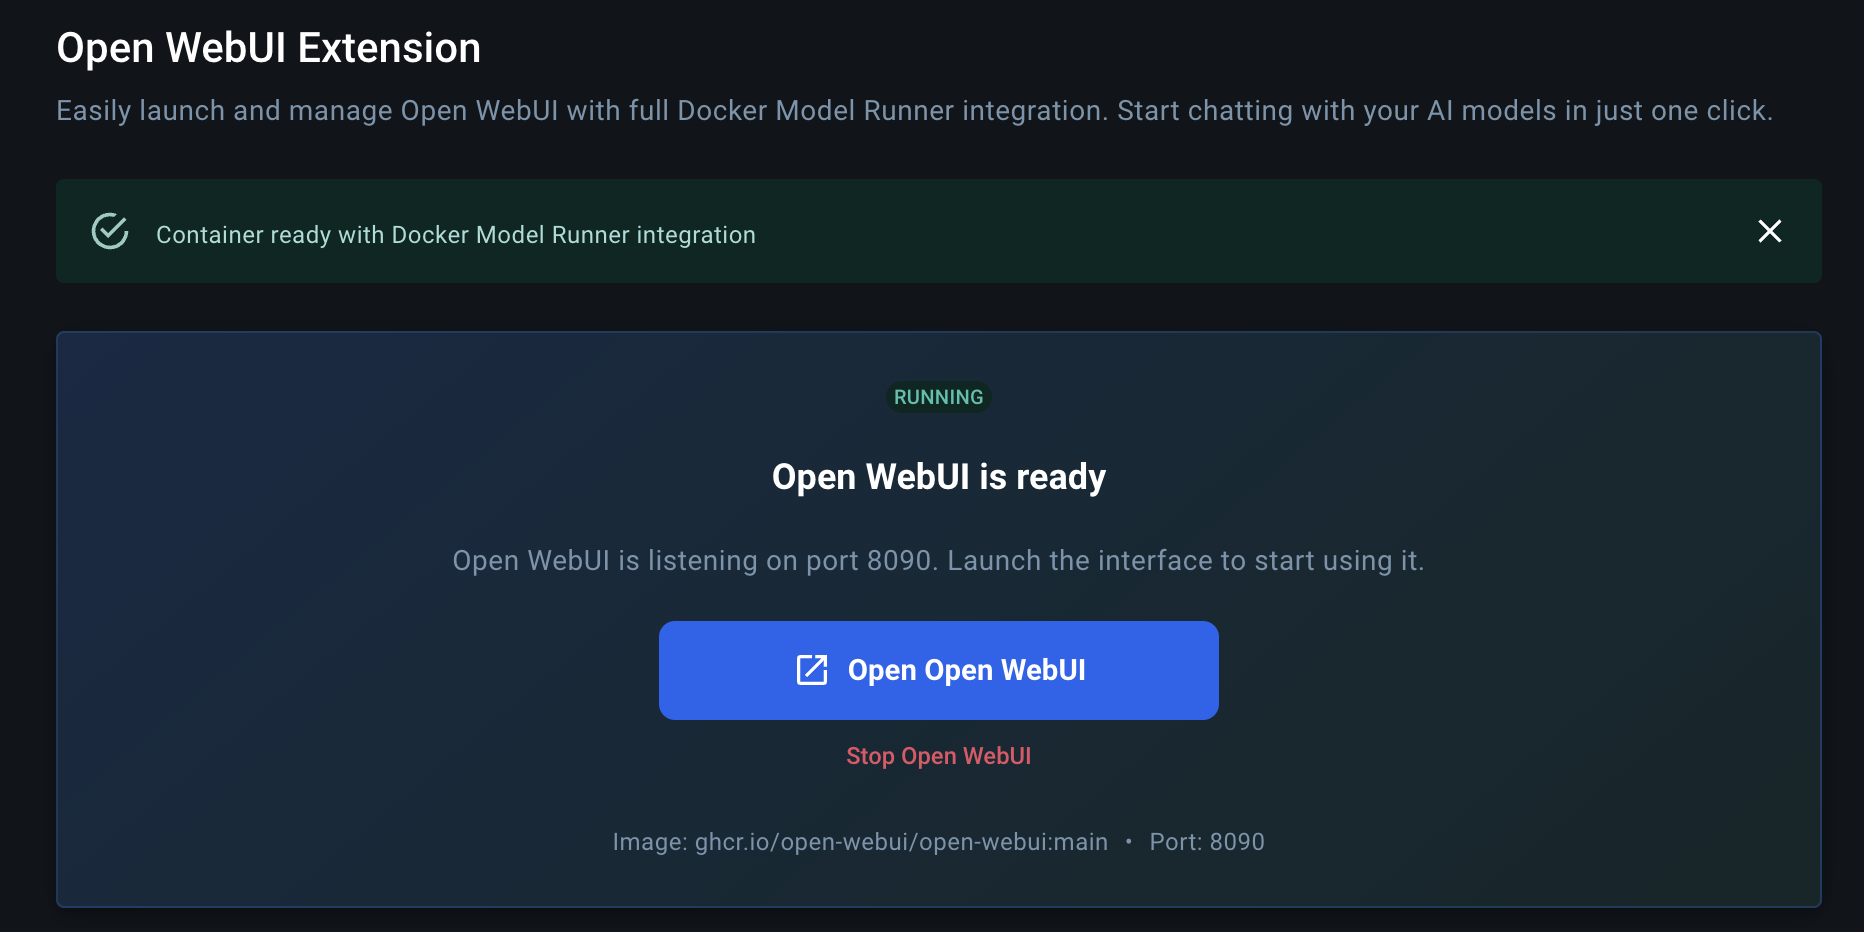 Open WebUI Extension
Easily launch and manage Open WebUI with full Docker Model Runner integration. Start chatting with your AI models in just one click.
Container ready with Docker Model Runner integration
RUNNING
Open WebUI is ready
Open WebUI is listening on port 8090. Launch the interface to start using it.
Open Open WebUI
Stop Open WebUI
Image: ghcr.io/open-webui/open-webui:main • Port: 8090